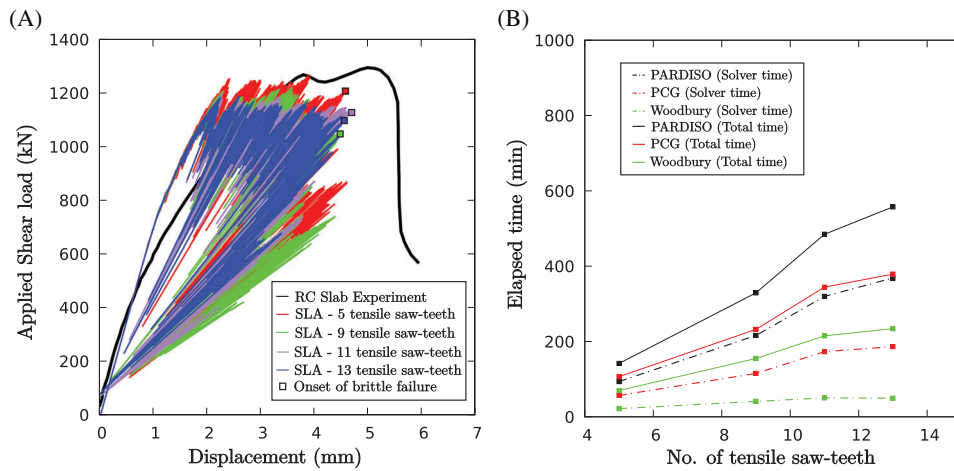 (A)
Applied Shear load (kN)
1400
1200
1000
800
600
400
200
0
0 1 2 3 4 5 6 7
Displacement (mm)
RC Slab Experiment
SLA - 5 tensile saw-teeth
SLA - 9 tensile saw-teeth
SLA - 11 tensile saw-teeth
SLA - 13 tensile saw-teeth
Onset of brittle failure
(B)
Elapsed time (min)
1000
800
600
400
200
0
4 6 8 10 12 14
No. of tensile saw-teeth
PARDISO (Solver time)
PCG (Solver time)
Woodbury (Solver time)
PARDISO (Total time)
PCG (Total time)
Woodbury (Total time)